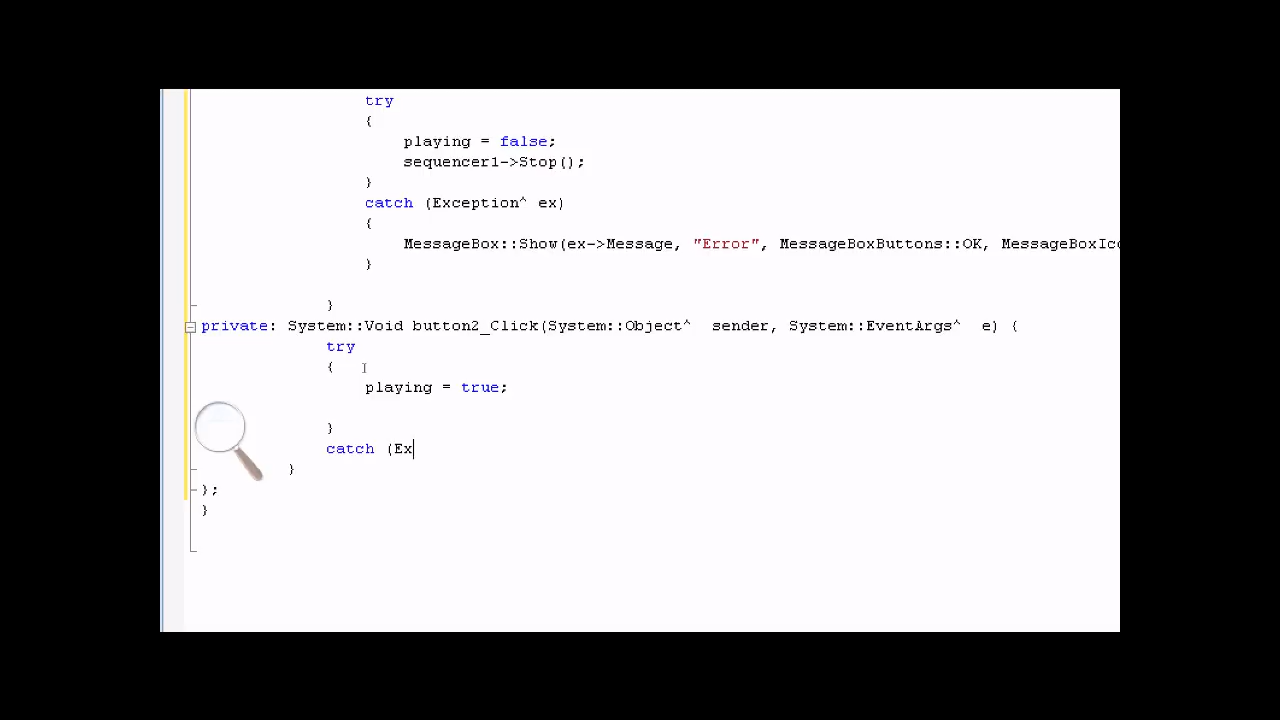 try
{
playing = false;
sequencer1->Stop();
}
catch (Exception^ ex)
{
MessageBox::Show(ex->Message, "Error", MessageBoxButtons::OK, MessageBoxIco
}
}
private: System::Void button2_Click(System::Object^  sender, System::EventArgs^  e) {
try
{
playing = true;
}
catch (Ex
}
};
}